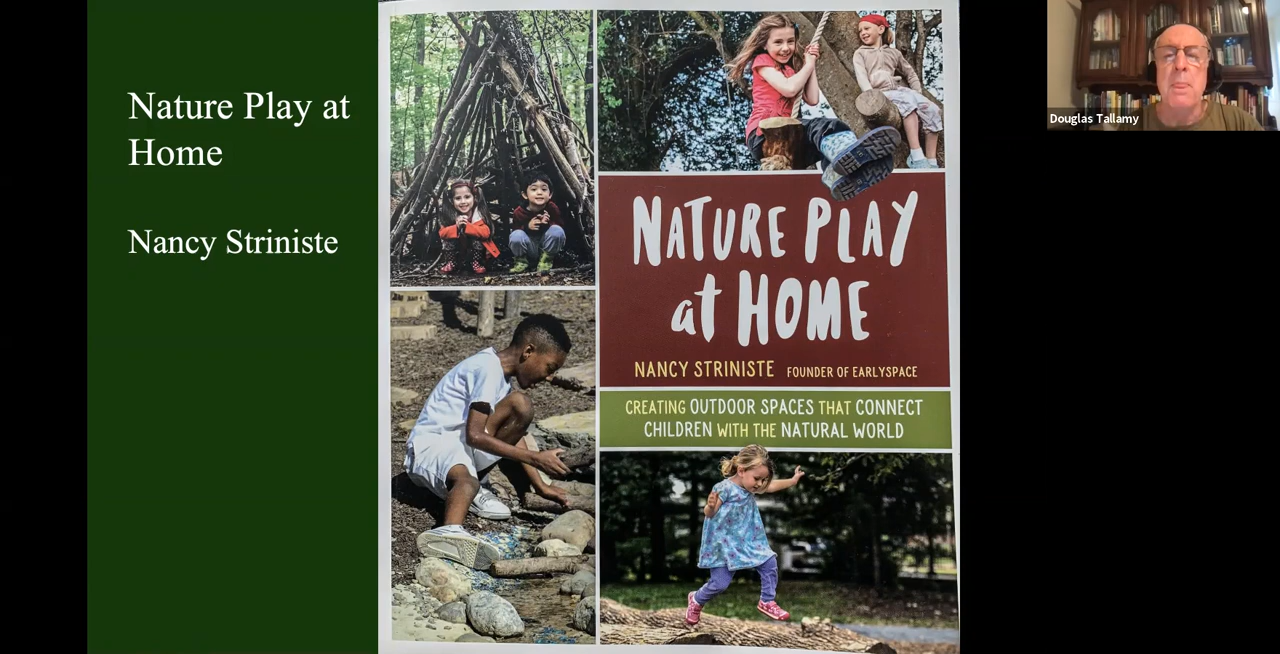 Nature Play at
Home
Nancy Striniste
NATURE PLAY
at HOME
NANCY STRINISTE FOUNDER OF EARLYSPACE
CREATING OUTDOOR SPACES THAT CONNECT
CHILDREN WITH THE NATURAL WORLD
Douglas Tallamy